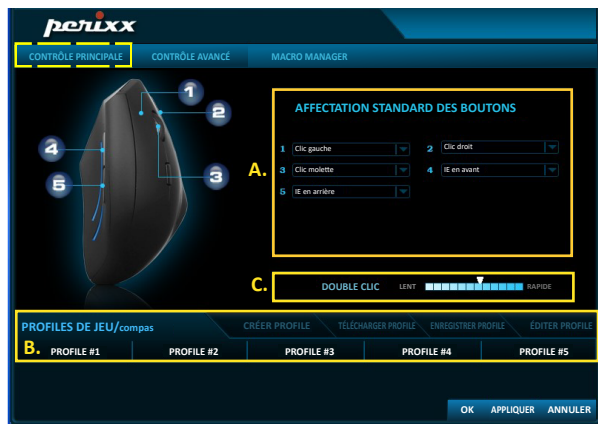 perixx
CONTRÔLE PRINCIPALE CONTRÔLE AVANCÉ MACRO MANAGER
1
2
3
4
5
A.
AFFECTATION STANDARD DES BOUTONS
1 Clic gauche 2 Clic droit
3 Clic molette 4 IE en avant
5 IE en arrière
C.
DOUBLE CLIC LENT RAPIDE
PROFILES DE JEU/compas CRÉER PROFILE TÉLÉCHARGER PROFILE ENREGISTRER PROFILE ÉDITER PROFILE
B. PROFILE #1 PROFILE #2 PROFILE #3 PROFILE #4 PROFILE #5
OK APPLIQUER ANNULER